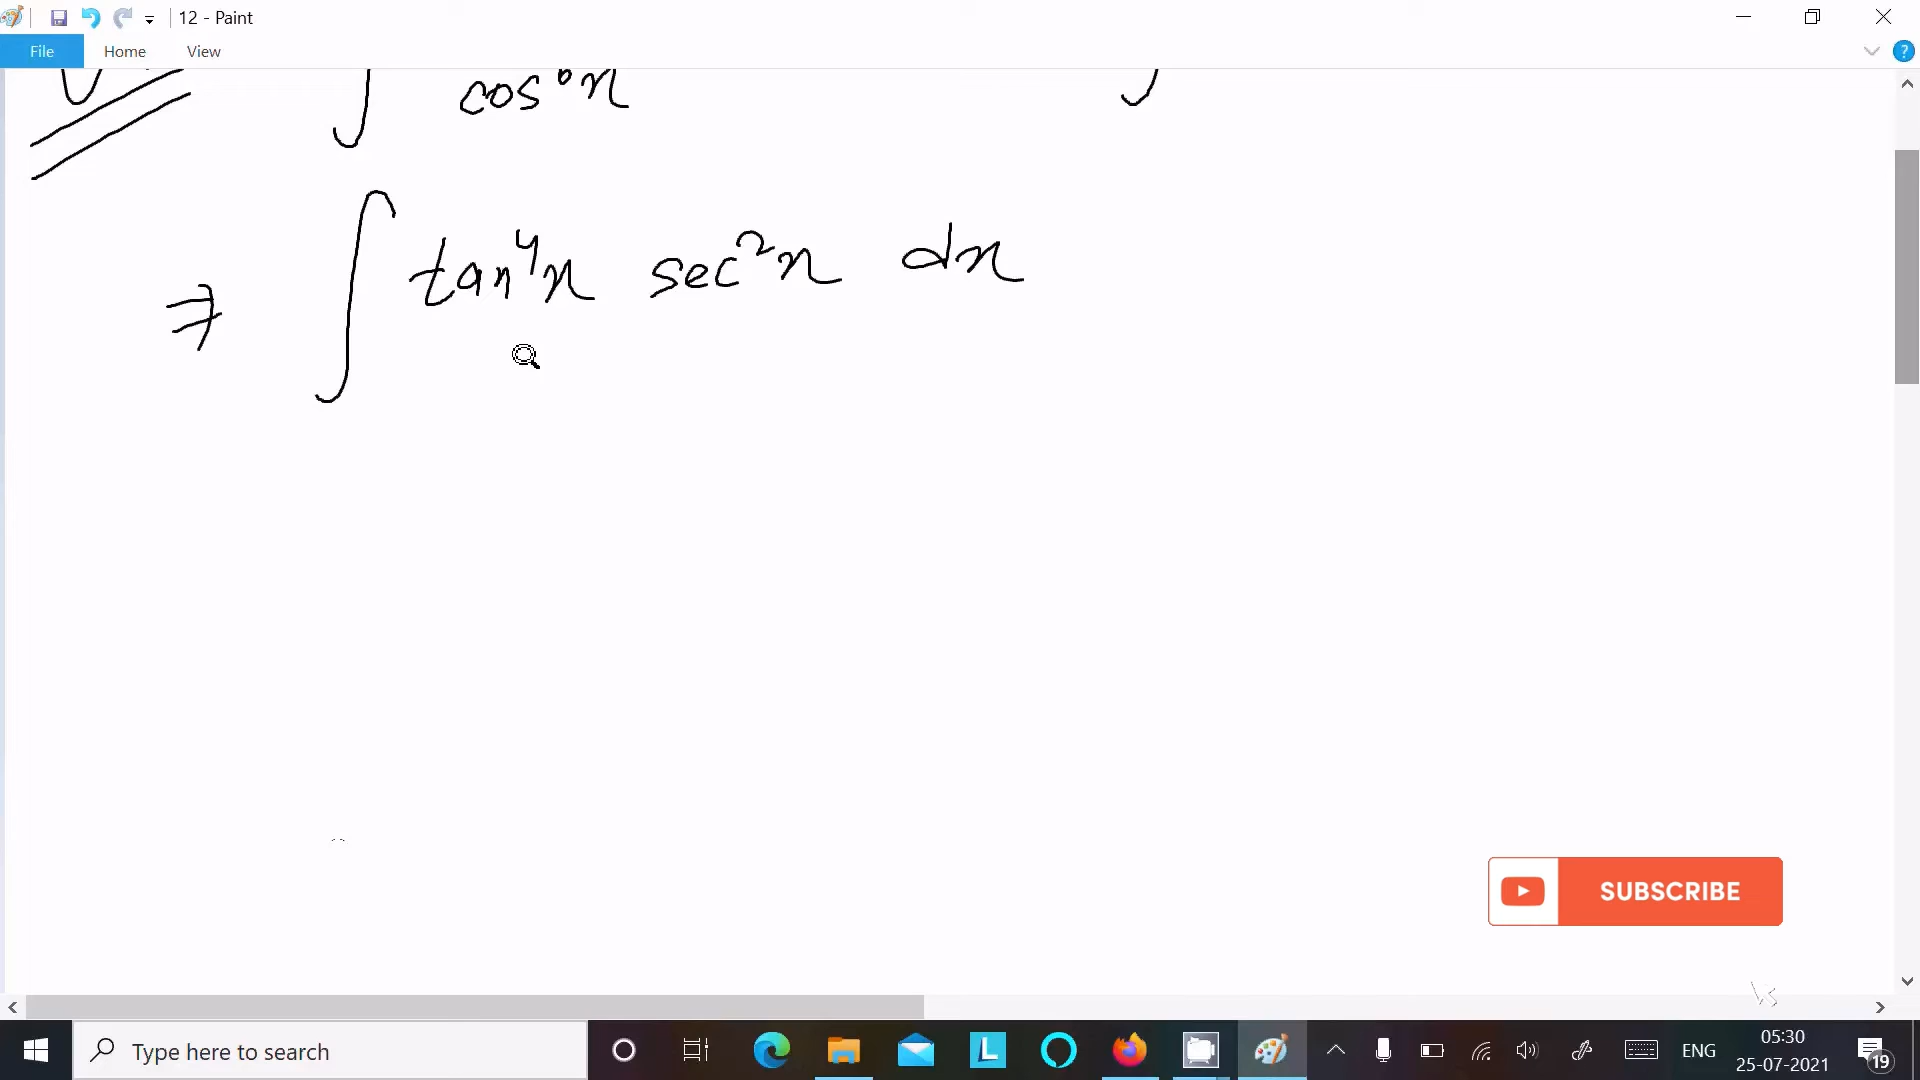 12 - Paint
File Home View
∫ cos⁶x ∫
⇒ ∫ tan⁴x sec²x dx
SUBSCRIBE
Type here to search
L
ENG
05:30
25-07-2021
19